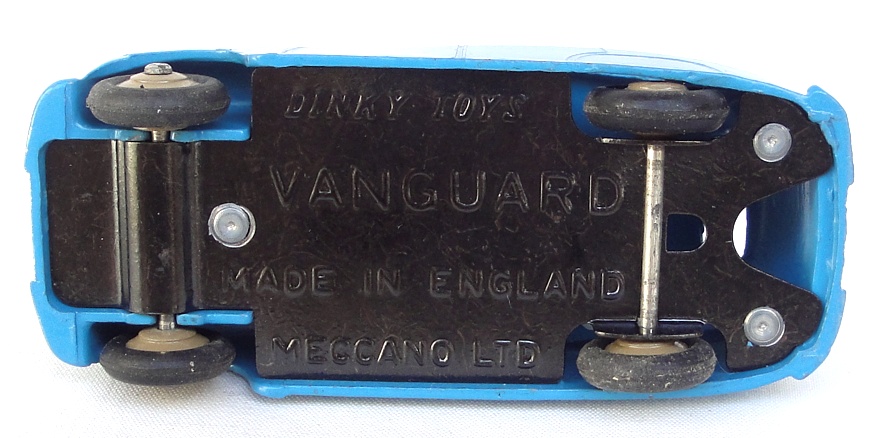 DINKY TOYS
VANGUARD
MADE IN ENGLAND
MECCANO LTD